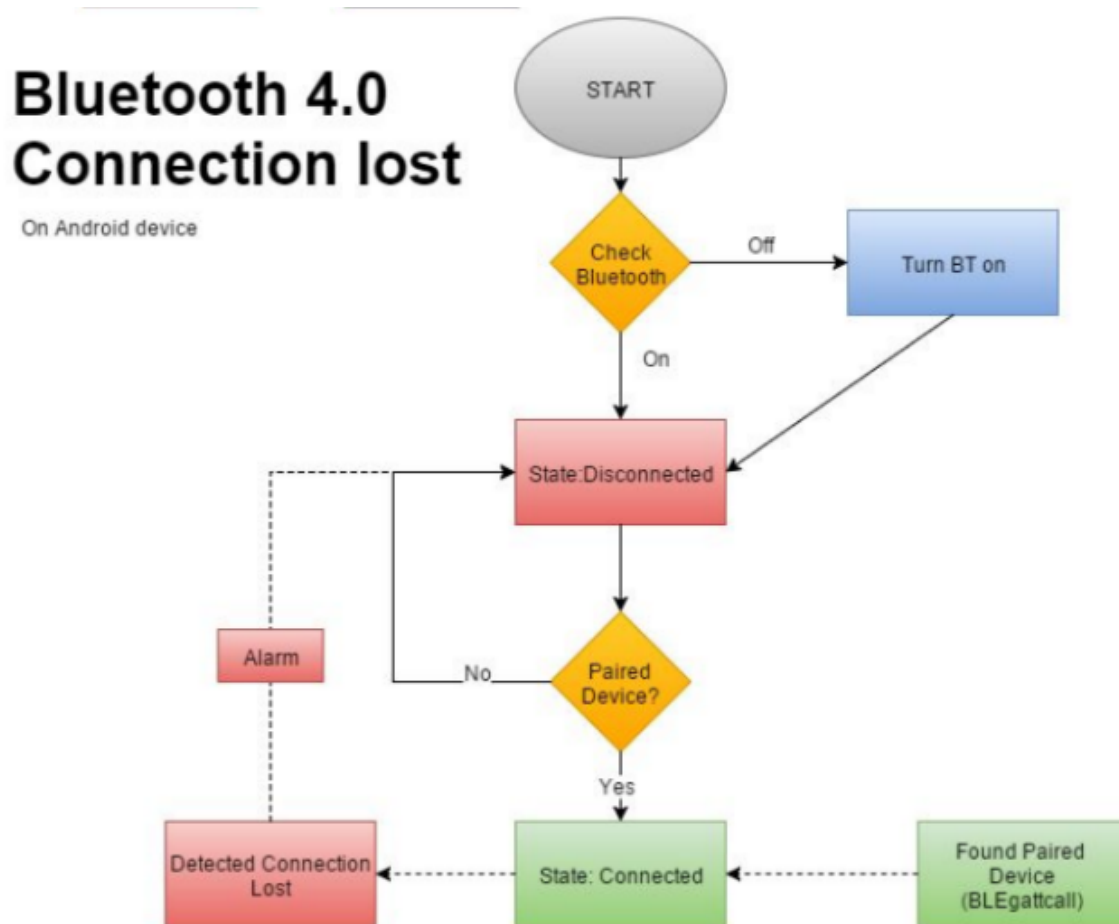 Bluetooth 4.0
Connection lost
On Android device
START
Check
Bluetooth
Off
Turn BT on
On
State:Disconnected
Alarm
No
Paired
Device?
Yes
Detected Connection
Lost
State: Connected
Found Paired
Device
(BLEgattcall)